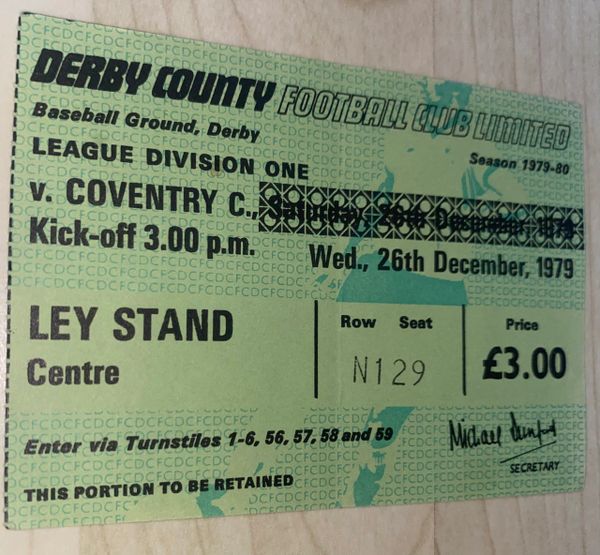 DERBY COUNTY FOOTBALL CLUB LIMITED
Baseball Ground, Derby
Season 1979-80
LEAGUE DIVISION ONE
v. COVENTRY C., Saturday, December, 1979
Kick-off 3.00 p.m.
Wed., 26th December, 1979
LEY STAND
Centre
Row Seat
N129
Price
£3.00
Enter via Turnstiles 1-6, 56, 57, 58 and 59
Michael Dunford
SECRETARY
THIS PORTION TO BE RETAINED